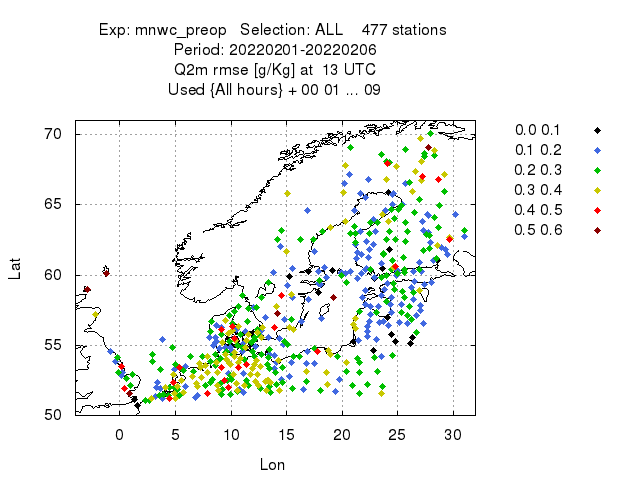 Exp: mnwc_preop   Selection: ALL    477 stations
Period: 20220201-20220206
Q2m rmse [g/Kg] at  13 UTC
Used {All hours} + 00 01 ... 09
70
65
60
55
50
Lat
0 5 10 15 20 25 30
Lon
0.0 0.1
0.1 0.2
0.2 0.3
0.3 0.4
0.4 0.5
0.5 0.6